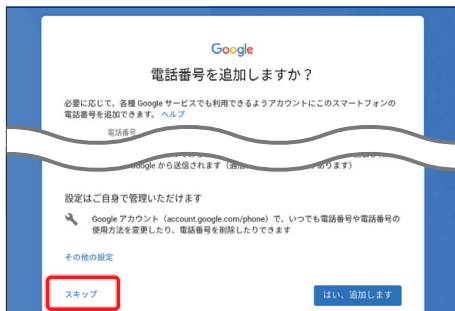 Google
電話番号を追加しますか？
必要に応じて、各種 Google サービスでも利用できるようアカウントにこのスマートフォンの
電話番号を追加できます。 ヘルプ
電話番号
Google から送信されます（通信
あります）
設定はご自身で管理いただけます
Google アカウント（account.google.com/phone）で、いつでも電話番号や電話番号の
使用方法を変更したり、電話番号を削除したりできます
その他の設定
スキップ
はい、追加します